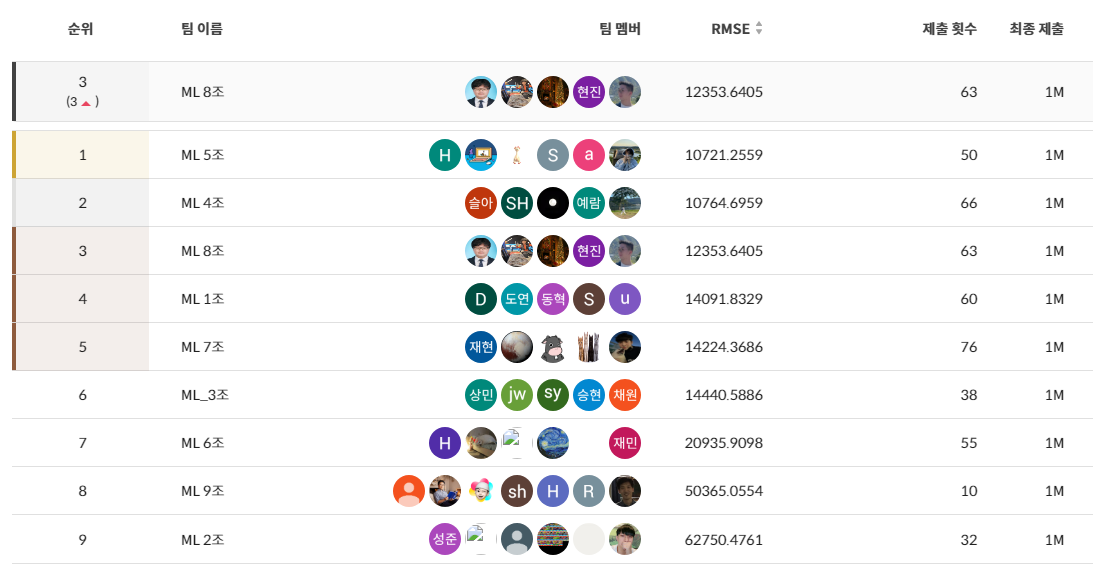 순위 팀 이름 팀 멤버 RMSE 제출 횟수 최종 제출
3 ML 8조 현진 12353.6405 63 1M
(3 ▲ )
1 ML 5조 H S a 10721.2559 50 1M
2 ML 4조 슬아 SH 예람 10764.6959 66 1M
3 ML 8조 현진 12353.6405 63 1M
4 ML 1조 D 도연 동혁 S u 14091.8329 60 1M
5 ML 7조 재현 14224.3686 76 1M
6 ML_3조 상민 jw sy 승현 채원 14440.5886 38 1M
7 ML 6조 H 재민 20935.9098 55 1M
8 ML 9조 sh H R 50365.0554 10 1M
9 ML 2조 성준 62750.4761 32 1M